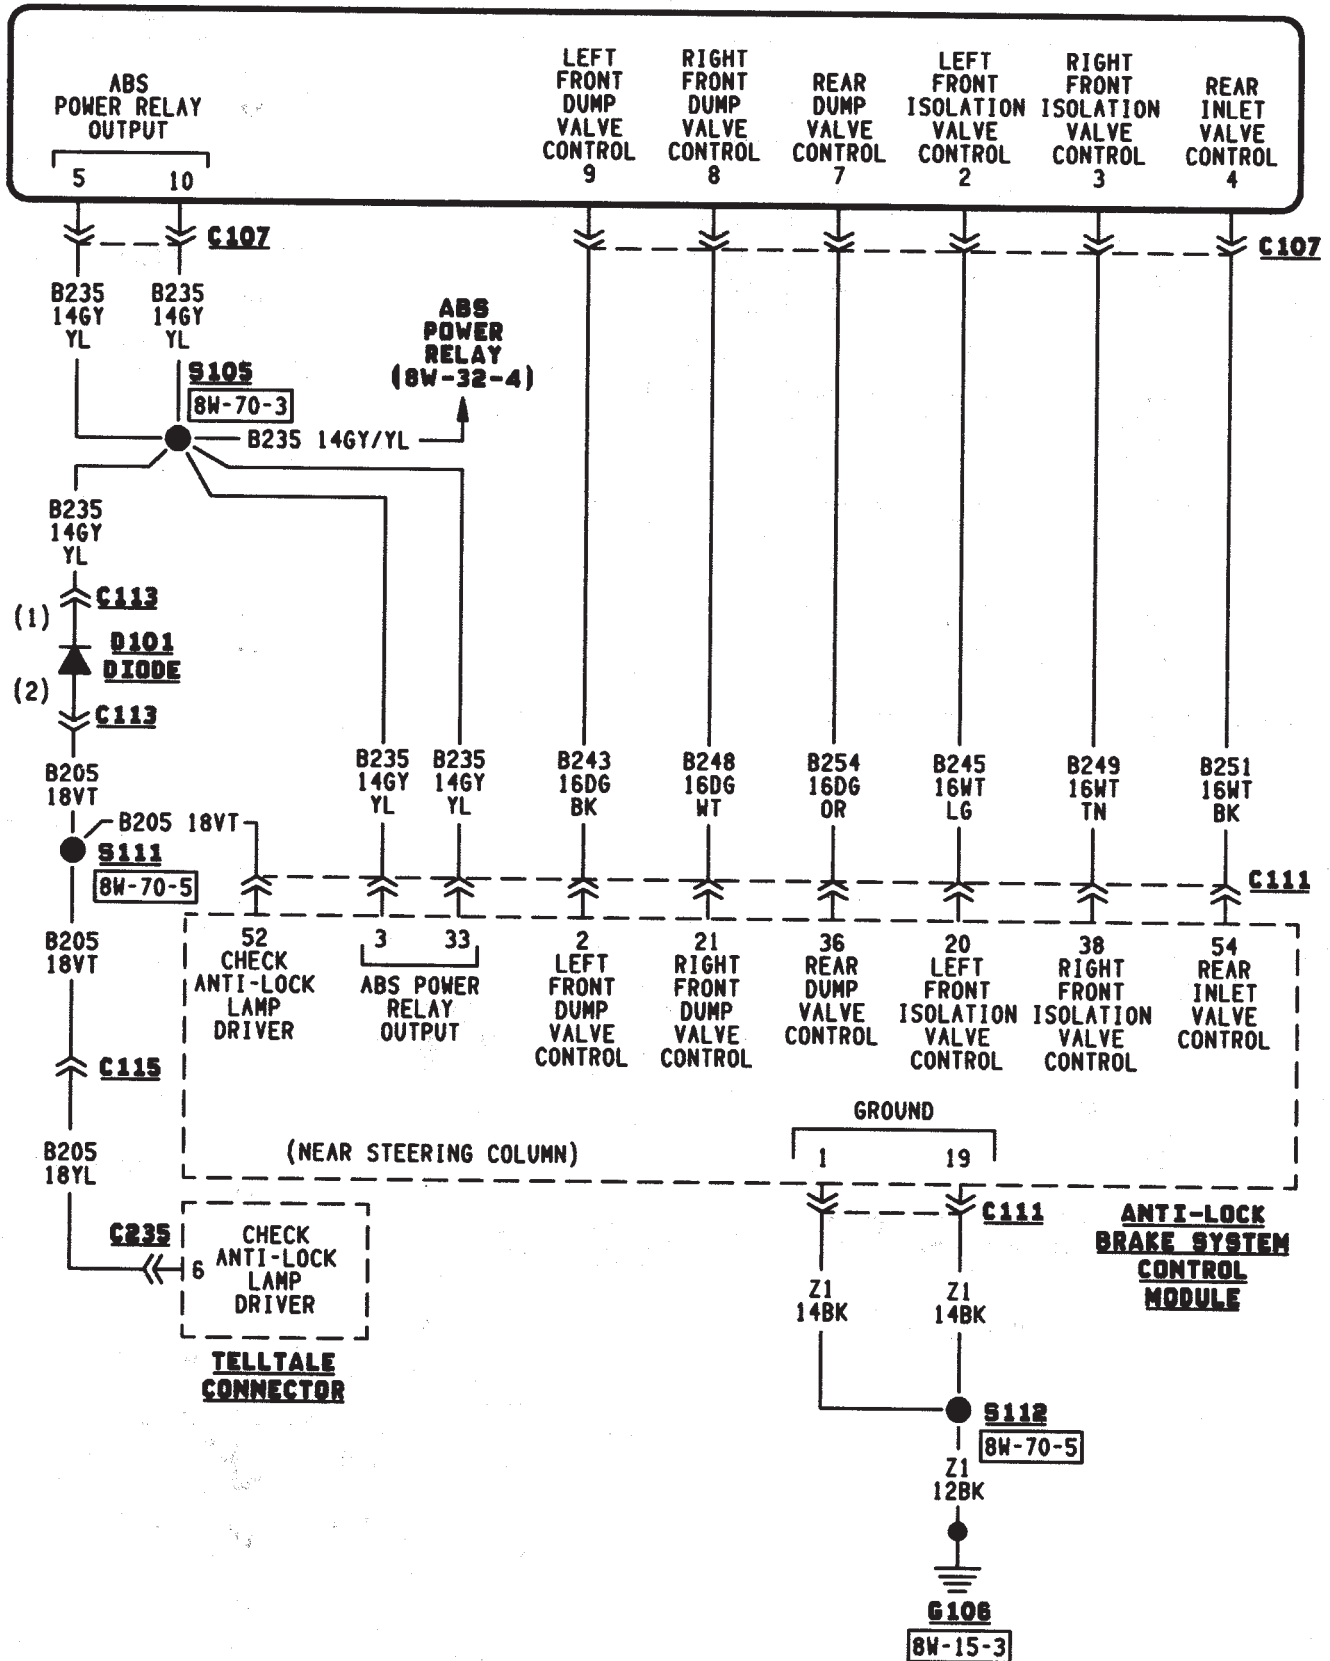 ABS
POWER RELAY
OUTPUT
5 10
LEFT
FRONT
DUMP
VALVE
CONTROL
9
RIGHT
FRONT
DUMP
VALVE
CONTROL
8
REAR
DUMP
VALVE
CONTROL
7
LEFT
FRONT
ISOLATION
VALVE
CONTROL
2
RIGHT
FRONT
ISOLATION
VALVE
CONTROL
3
REAR
INLET
VALVE
CONTROL
4
C107
C107
B235
14GY
YL
B235
14GY
YL
ABS
POWER
RELAY
(8W-32-4)
S105
8W-70-3
B235 14GY/YL
B235
14GY
YL
C113
(1)
D101
DIODE
(2)
C113
B205
18VT
B205 18VT
S111
8W-70-5
B235
14GY
YL
B235
14GY
YL
B243
16DG
BK
B248
16DG
WT
B254
16DG
OR
B245
16WT
LG
B249
16WT
TN
B251
16WT
BK
C111
B205
18VT
52
CHECK
ANTI-LOCK
LAMP
DRIVER
3 33
ABS POWER
RELAY
OUTPUT
2
LEFT
FRONT
DUMP
VALVE
CONTROL
21
RIGHT
FRONT
DUMP
VALVE
CONTROL
36
REAR
DUMP
VALVE
CONTROL
20
LEFT
FRONT
ISOLATION
VALVE
CONTROL
38
RIGHT
FRONT
ISOLATION
VALVE
CONTROL
54
REAR
INLET
VALVE
CONTROL
C115
GROUND
1 19
(NEAR STEERING COLUMN)
B205
18YL
C111
ANTI-LOCK
BRAKE SYSTEM
CONTROL
MODULE
C235
6
CHECK
ANTI-LOCK
LAMP
DRIVER
TELLTALE
CONNECTOR
Z1
14BK
Z1
14BK
S112
8W-70-5
Z1
12BK
G106
8W-15-3